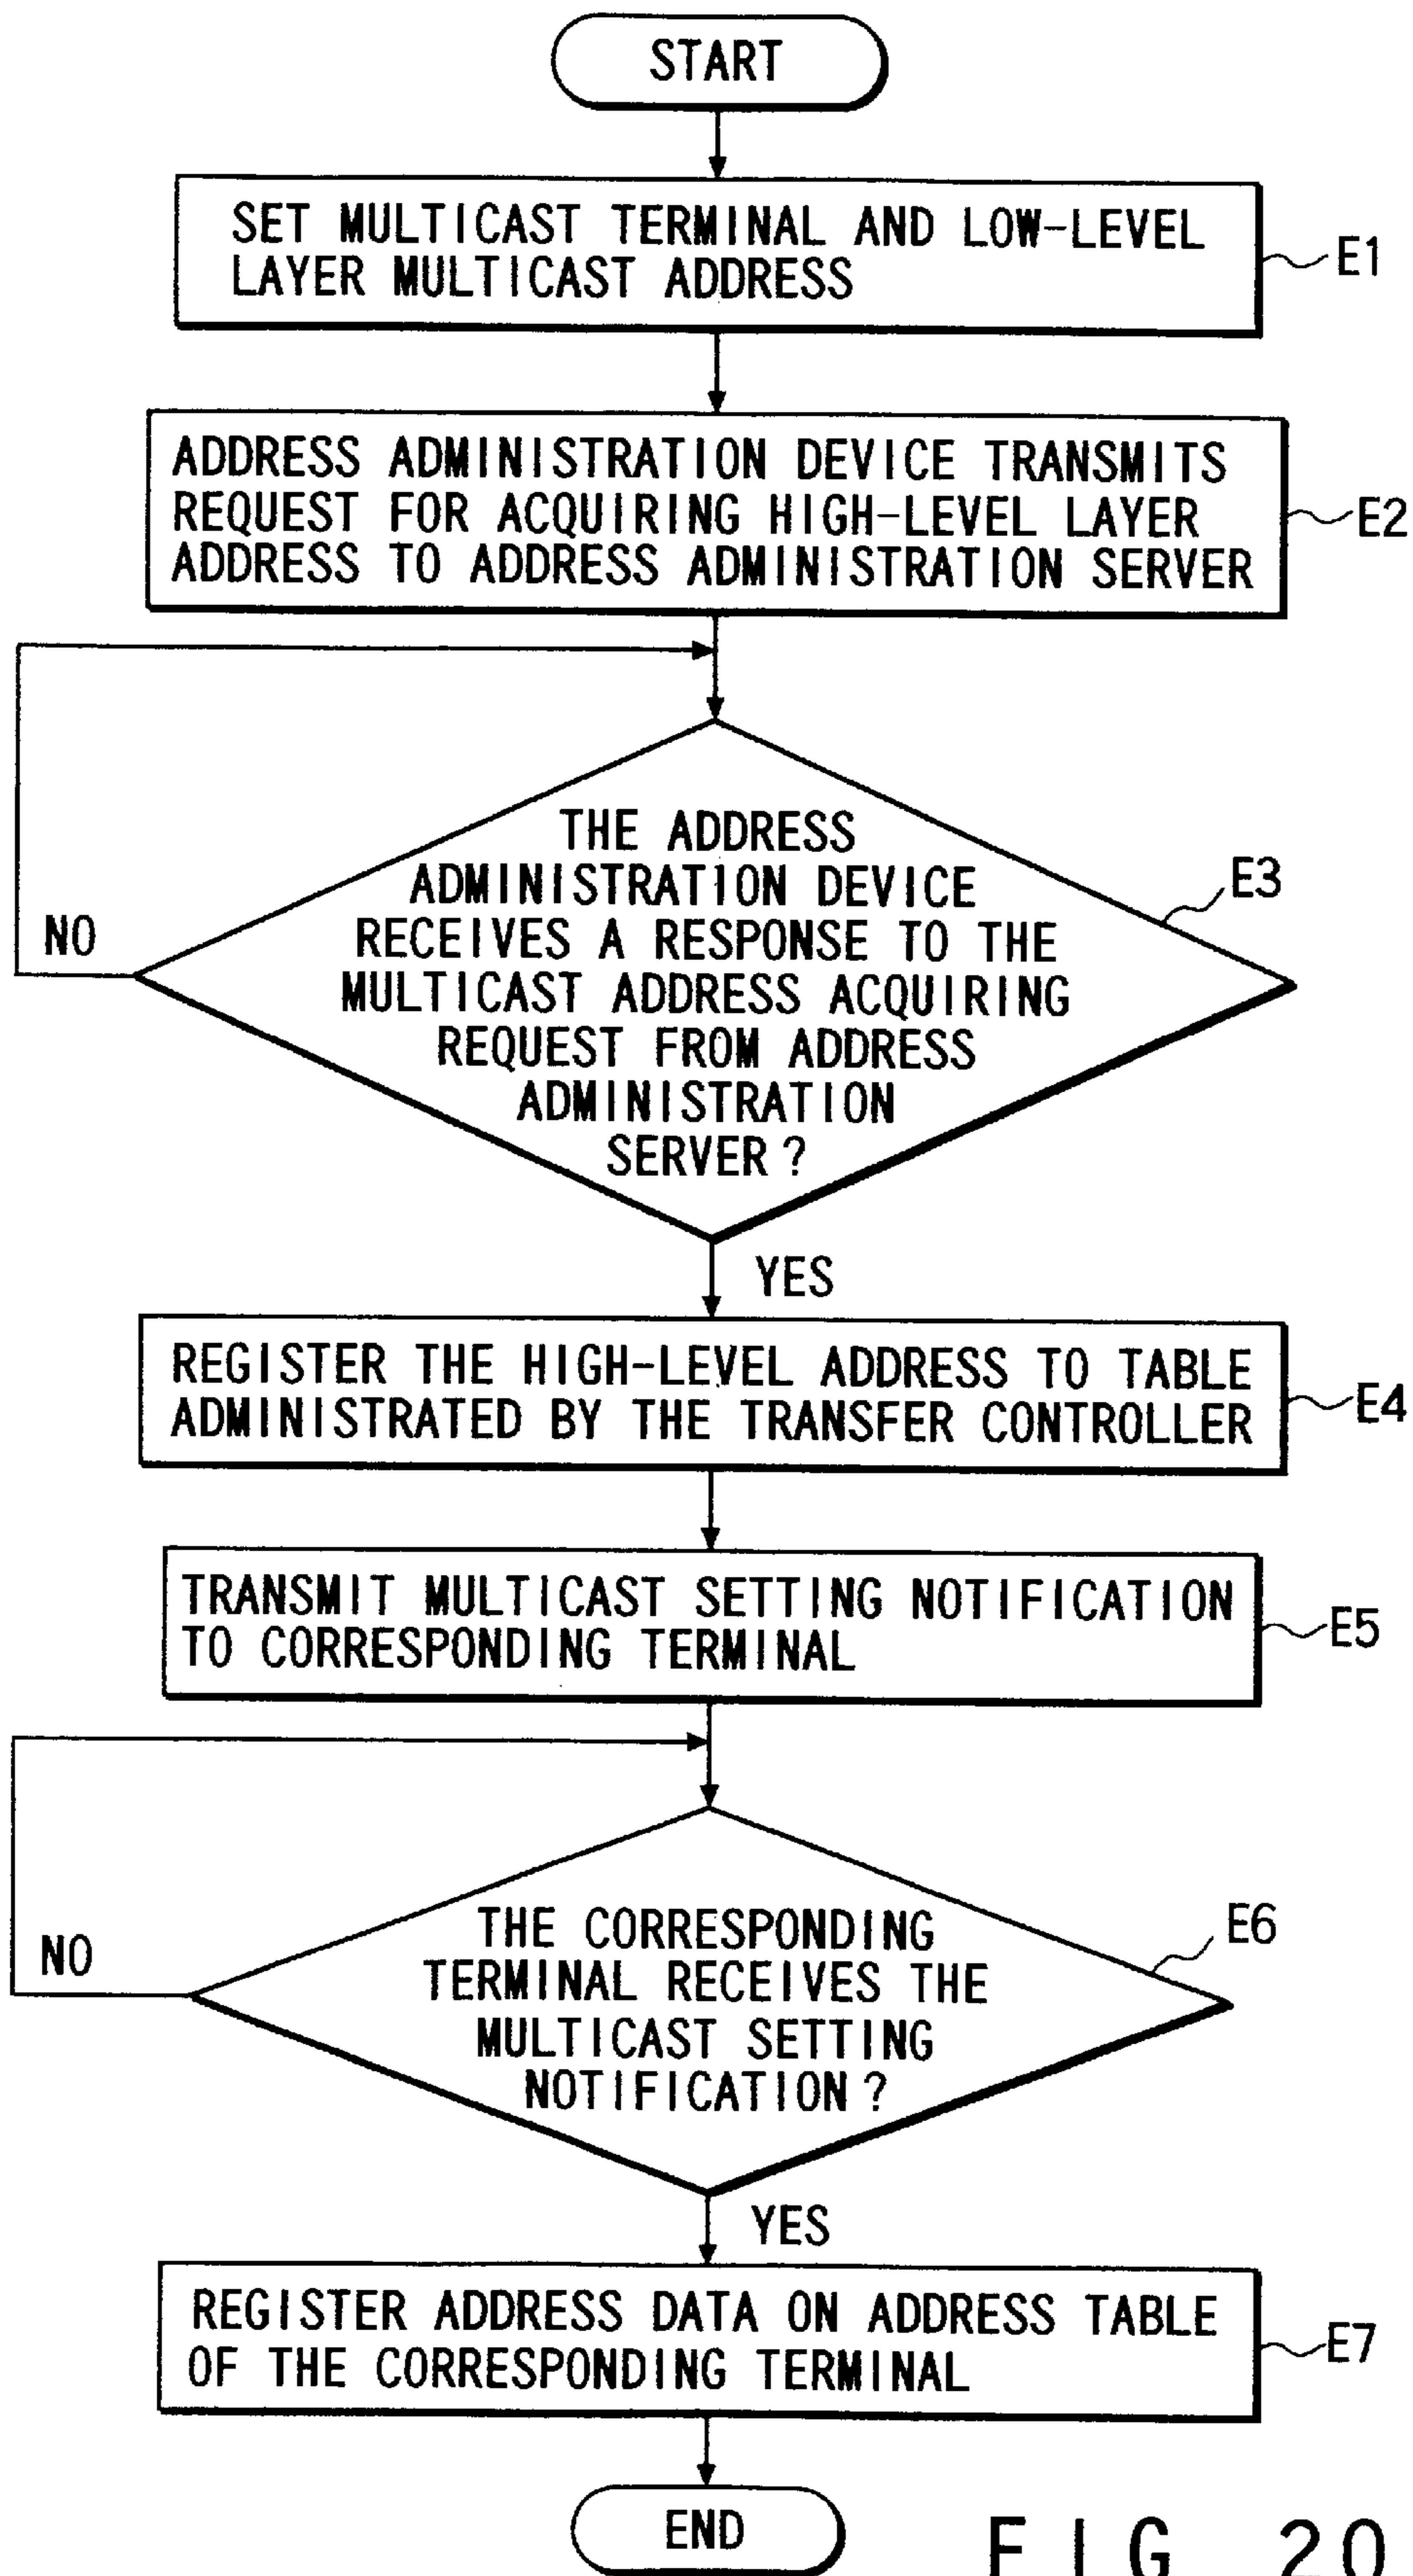 START
SET MULTICAST TERMINAL AND LOW-LEVEL
LAYER MULTICAST ADDRESS
E1
ADDRESS ADMINISTRATION DEVICE TRANSMITS
REQUEST FOR ACQUIRING HIGH-LEVEL LAYER
ADDRESS TO ADDRESS ADMINISTRATION SERVER
E2
THE ADDRESS
ADMINISTRATION DEVICE
RECEIVES A RESPONSE TO THE
MULTICAST ADDRESS ACQUIRING
REQUEST FROM ADDRESS
ADMINISTRATION
SERVER ?
E3
NO
YES
REGISTER THE HIGH-LEVEL ADDRESS TO TABLE
ADMINISTRATED BY THE TRANSFER CONTROLLER
E4
TRANSMIT MULTICAST SETTING NOTIFICATION
TO CORRESPONDING TERMINAL
E5
THE CORRESPONDING
TERMINAL RECEIVES THE
MULTICAST SETTING
NOTIFICATION ?
E6
NO
YES
REGISTER ADDRESS DATA ON ADDRESS TABLE
OF THE CORRESPONDING TERMINAL
E7
END
FIG 20